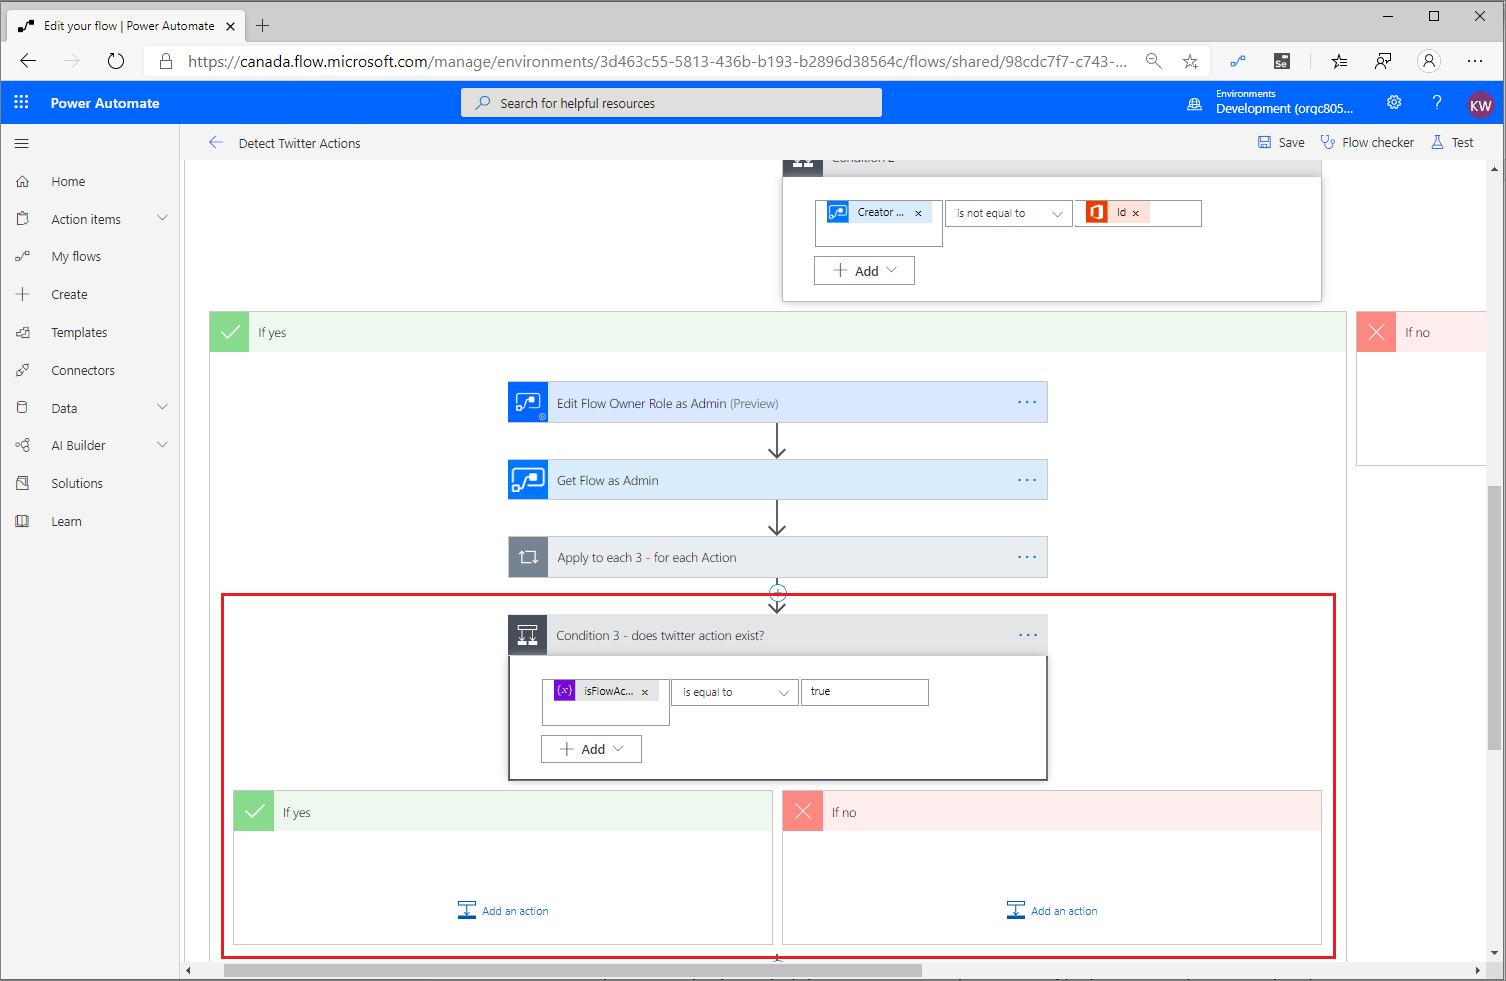 Edit your flow | Power Automate
https://canada.flow.microsoft.com/manage/environments/3d463c55-5813-436b-b193-b2896d38564c/flows/shared/98cdc7f7-c743-...
Se
Power Automate
Search for helpful resources
Environments
Development (orgc805...
?
KW
Detect Twitter Actions
Save
Flow checker
Test
Home
Action items
My flows
Create
Templates
Connectors
Data
AI Builder
Solutions
Learn
Condition 2
Creator ... ×
is not equal to
Id ×
Add
If yes
If no
Edit Flow Owner Role as Admin (Preview)
Get Flow as Admin
Apply to each 3 - for each Action
Condition 3 - does twitter action exist?
{x} isFlowAc... ×
is equal to
true
Add
If yes
If no
Add an action
Add an action